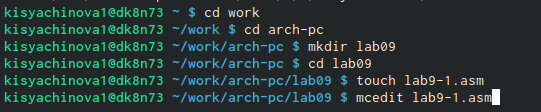 kisyachinova1@dk8n73 ~ $ cd work
kisyachinova1@dk8n73 ~/work $ cd arch-pc
kisyachinova1@dk8n73 ~/work/arch-pc $ mkdir lab09
kisyachinova1@dk8n73 ~/work/arch-pc $ cd lab09
kisyachinova1@dk8n73 ~/work/arch-pc/lab09 $ touch lab9-1.asm
kisyachinova1@dk8n73 ~/work/arch-pc/lab09 $ mcedit lab9-1.asm